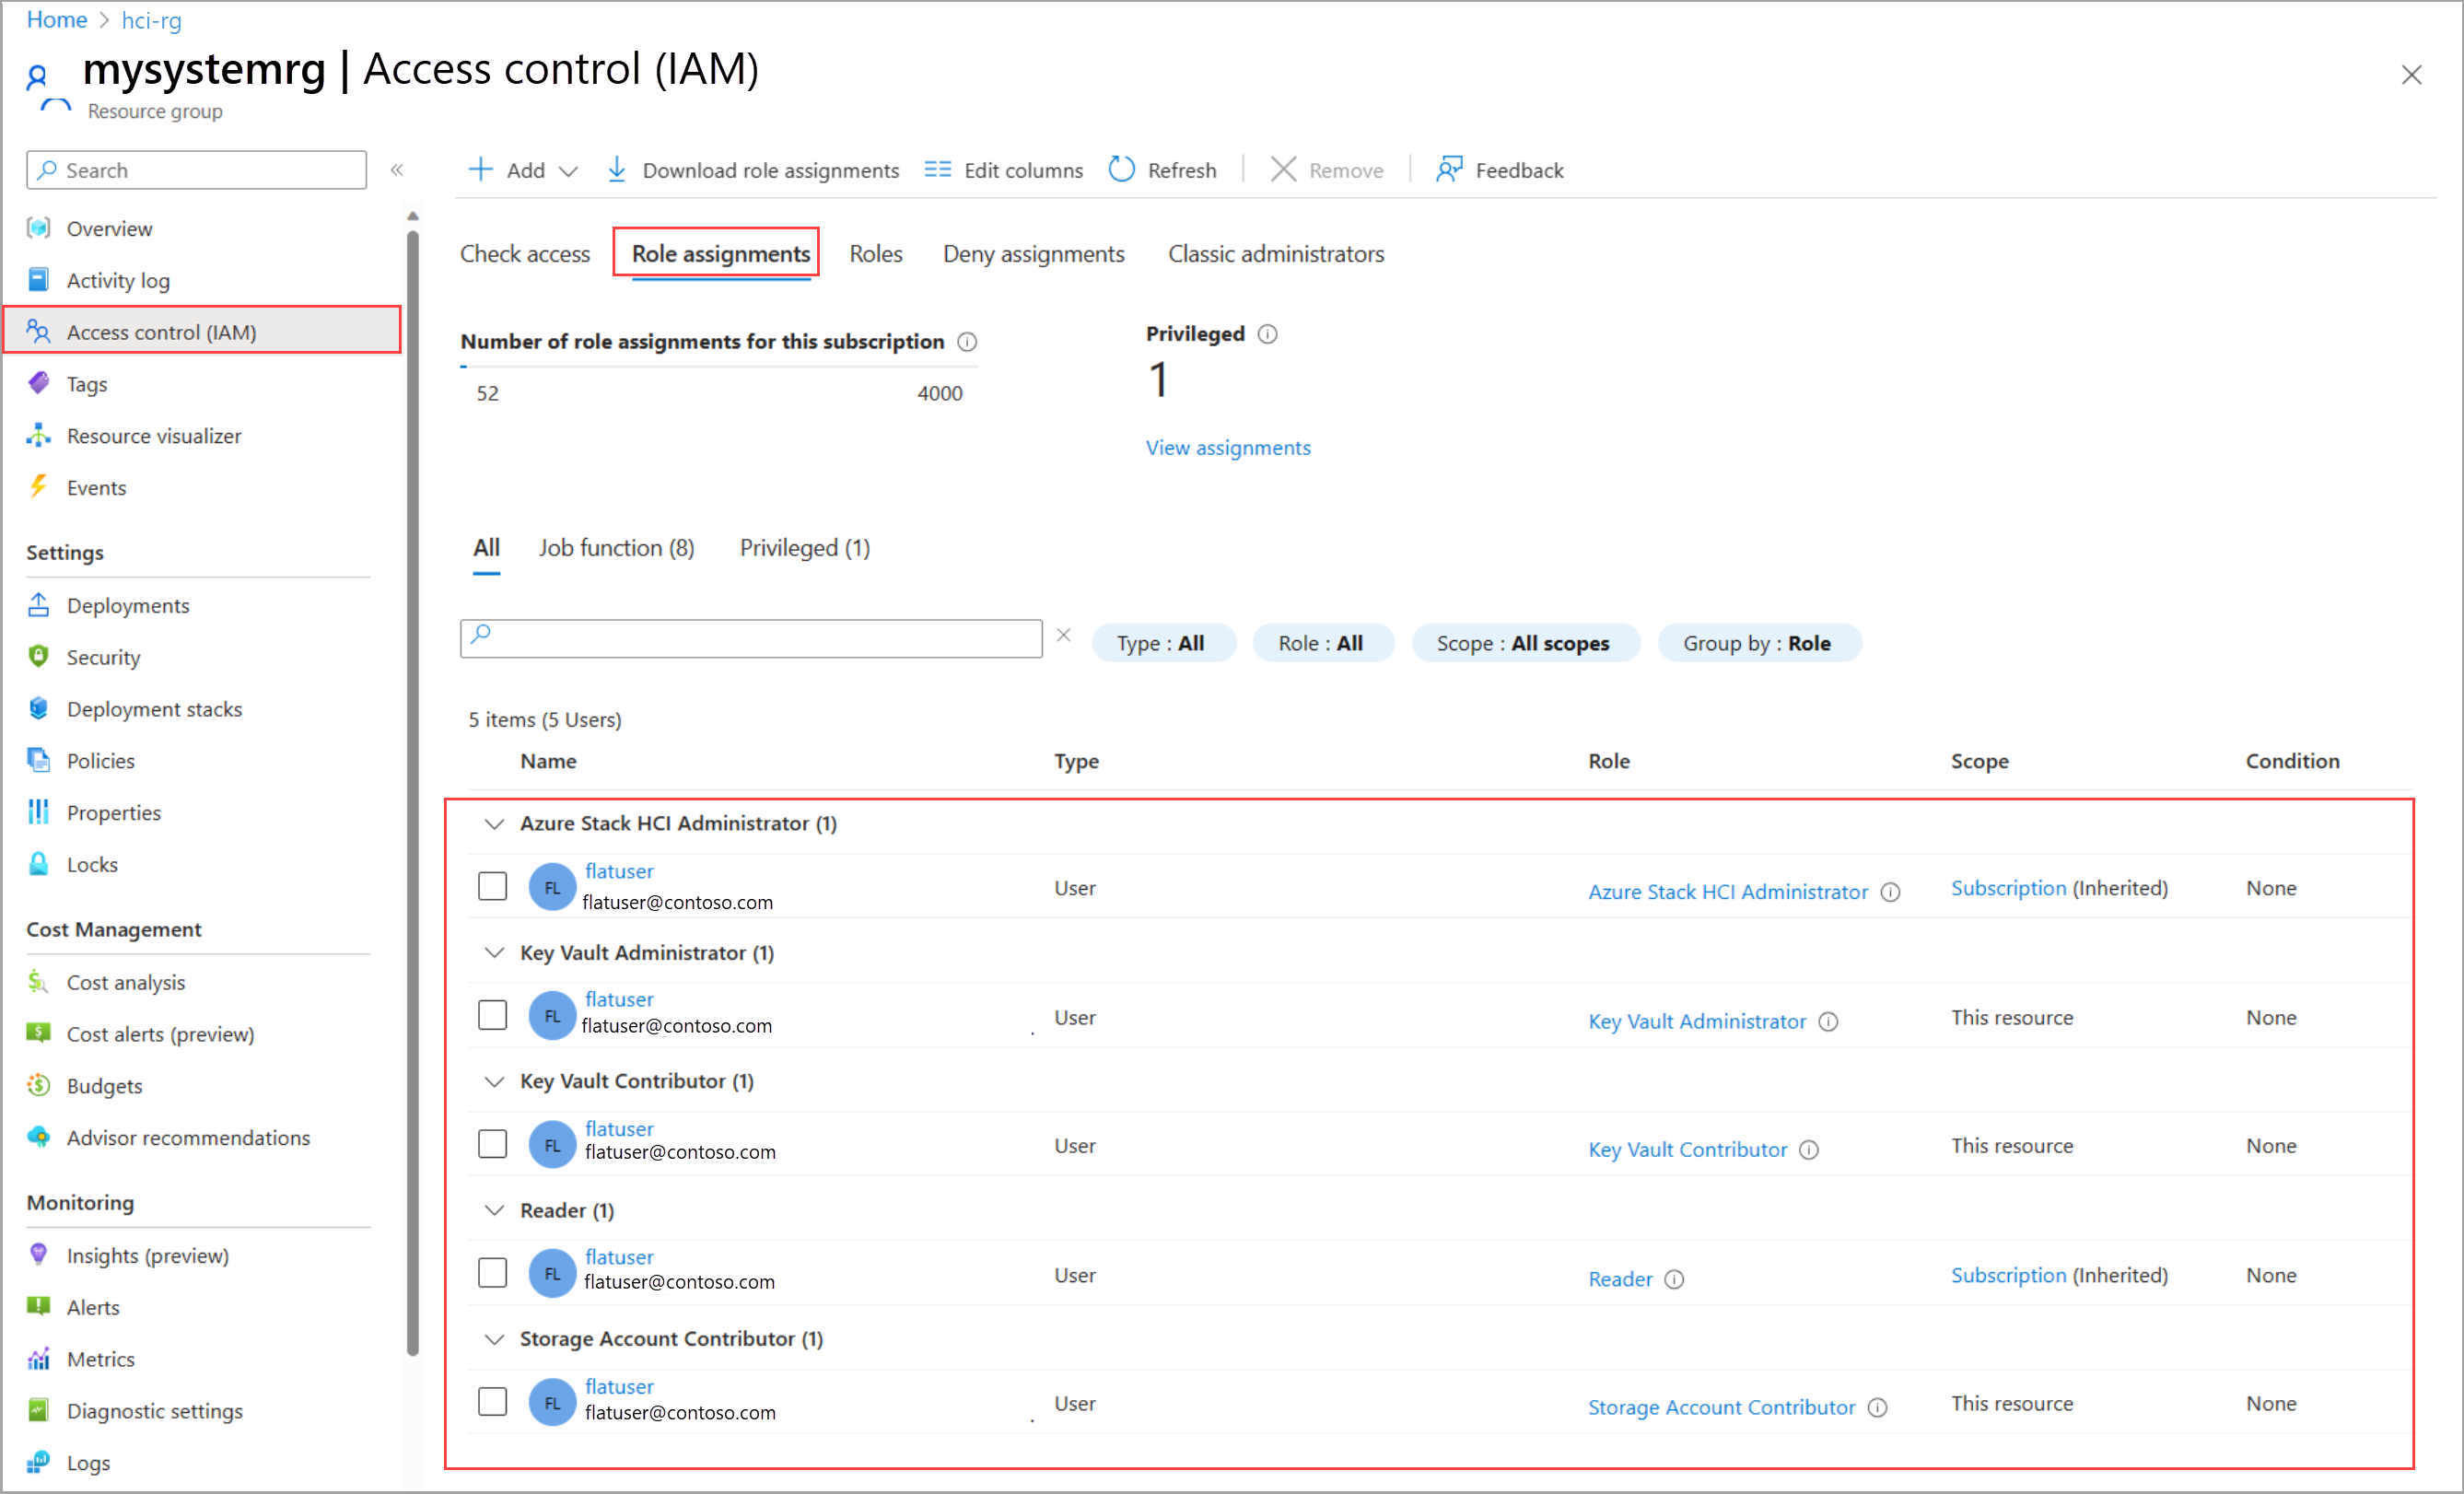 Home > hci-rg
mysystemrg | Access control (IAM)
Resource group
Search
«
Add
Download role assignments
Edit columns
Refresh
Remove
Feedback
Overview
Activity log
Access control (IAM)
Tags
Resource visualizer
Events
Settings
Deployments
Security
Deployment stacks
Policies
Properties
Locks
Cost Management
Cost analysis
Cost alerts (preview)
Budgets
Advisor recommendations
Monitoring
Insights (preview)
Alerts
Metrics
Diagnostic settings
Logs
Check access
Role assignments
Roles
Deny assignments
Classic administrators
Number of role assignments for this subscription
52
4000
Privileged
1
View assignments
All
Job function (8)
Privileged (1)
Type : All
Role : All
Scope : All scopes
Group by : Role
5 items (5 Users)
Name Type Role Scope Condition
Azure Stack HCI Administrator (1)
FL
flatuser
flatuser@contoso.com
User
Azure Stack HCI Administrator
Subscription (Inherited)
None
Key Vault Administrator (1)
FL
flatuser
flatuser@contoso.com
User
Key Vault Administrator
This resource
None
Key Vault Contributor (1)
FL
flatuser
flatuser@contoso.com
User
Key Vault Contributor
This resource
None
Reader (1)
FL
flatuser
flatuser@contoso.com
User
Reader
Subscription (Inherited)
None
Storage Account Contributor (1)
FL
flatuser
flatuser@contoso.com
User
Storage Account Contributor
This resource
None